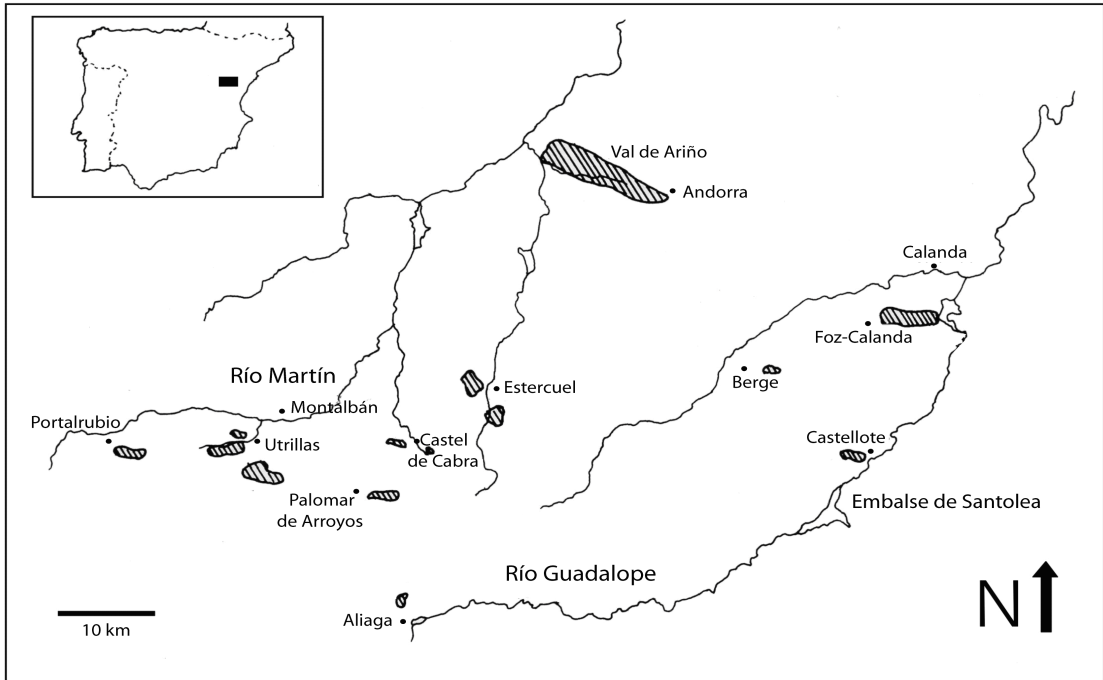 Val de Ariño
Andorra
Calanda
Foz-Calanda
Río Martín
Estercuel
Berge
Montalbán
Portalrubio
Utrillas
Castel
de Cabra
Castellote
Palomar
de Arroyos
Embalse de Santolea
Río Guadalope
Aliaga
10 km
N